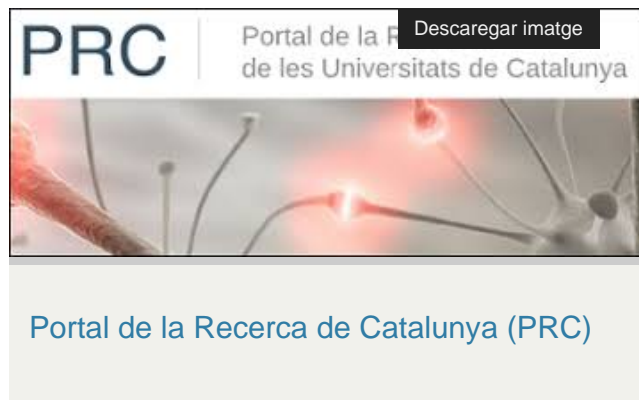 PRC
Portal de la R
Descaregar imatge
de les Universitats de Catalunya
Portal de la Recerca de Catalunya (PRC)